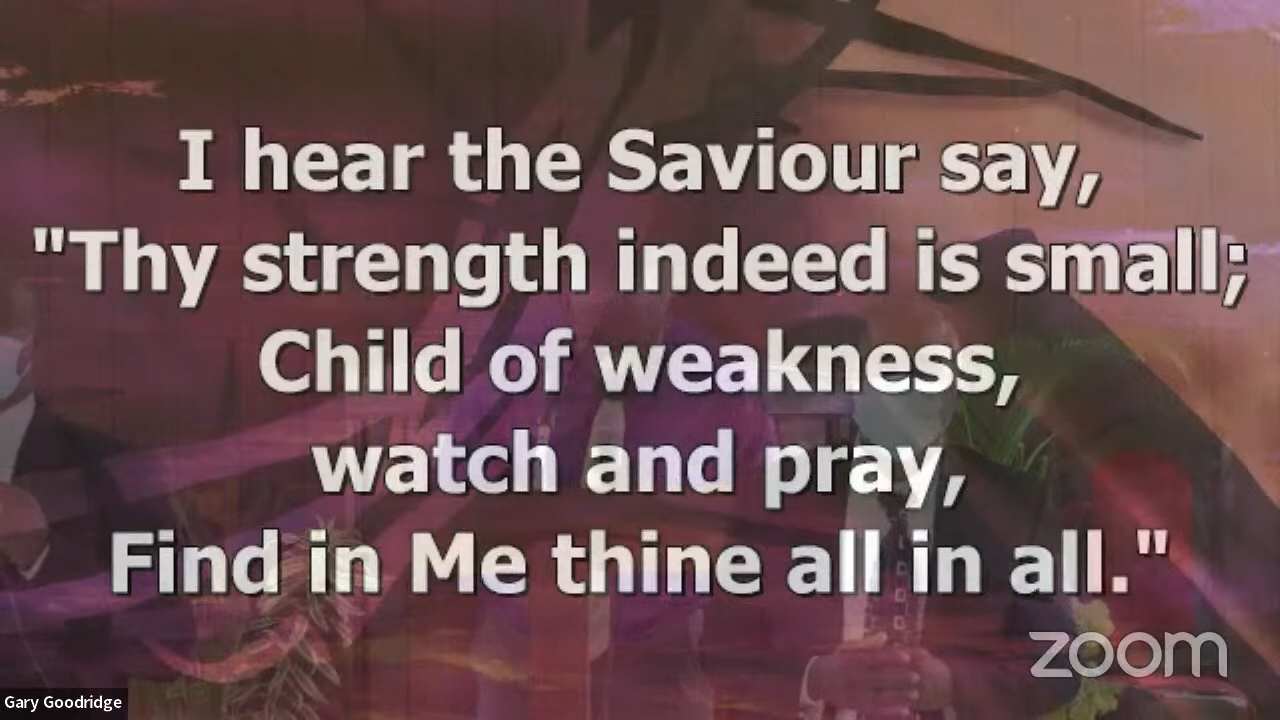 I hear the Saviour say,
"Thy strength indeed is small;
Child of weakness,
watch and pray,
Find in Me thine all in all."
zoom
Gary Goodridge